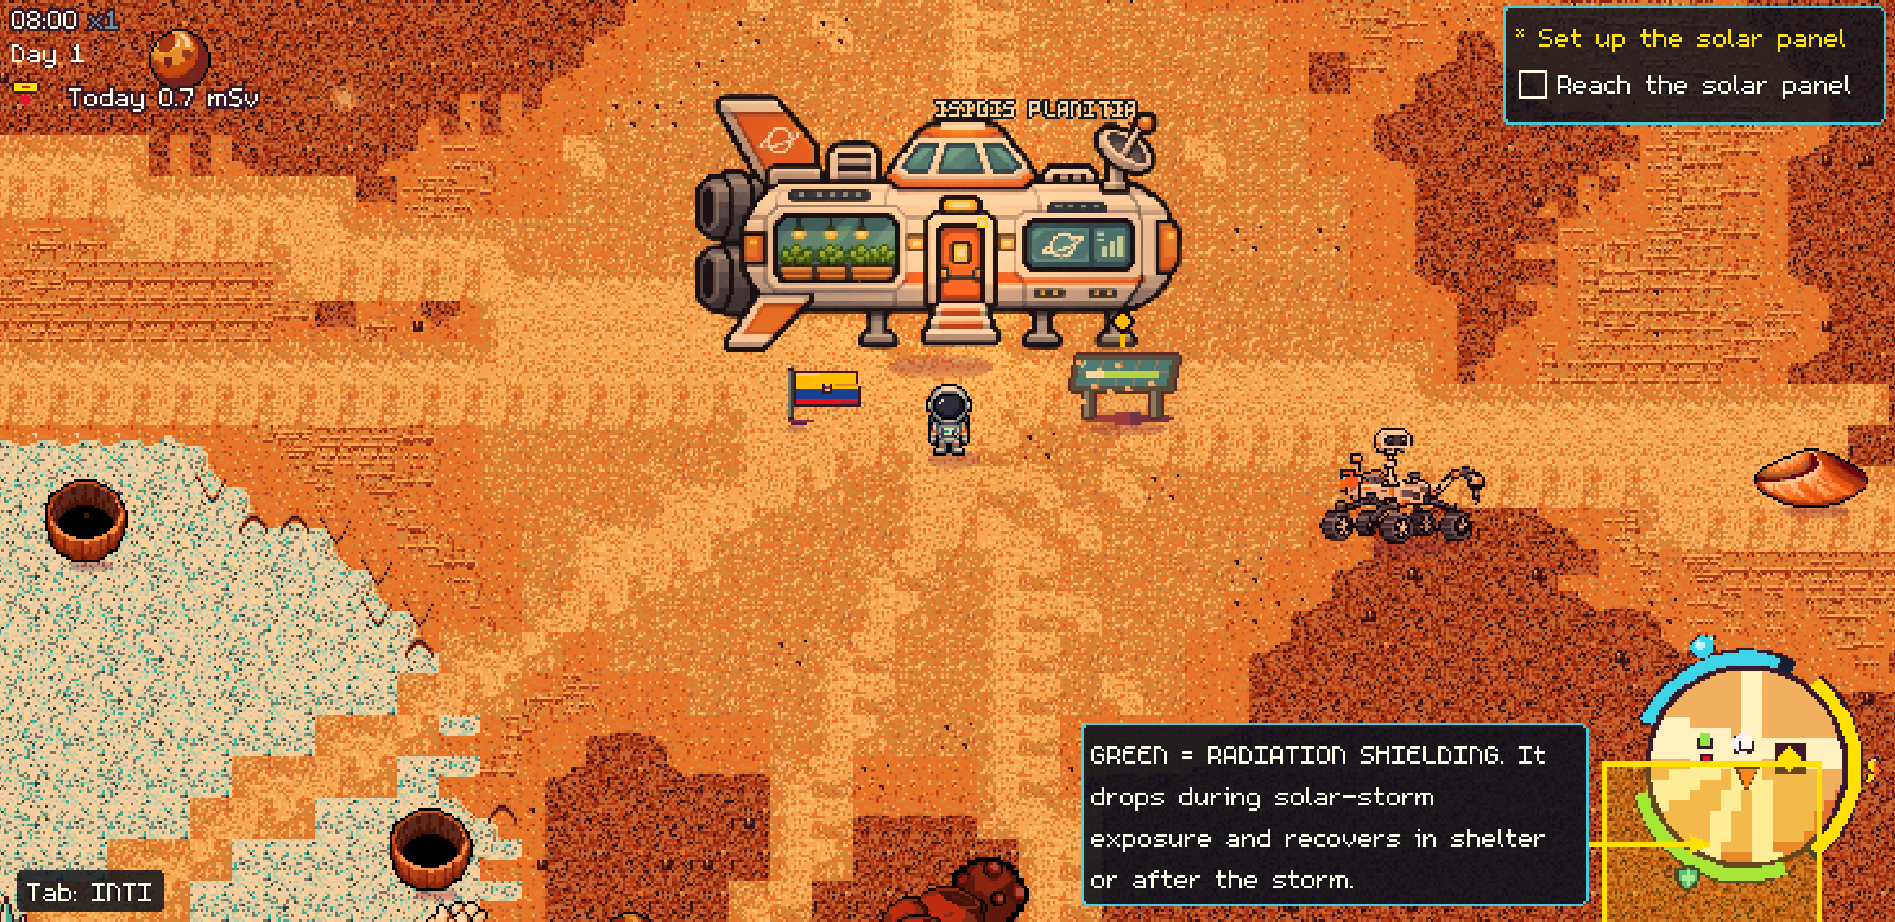 08:00 x1
Day 1
Today 0.7 mSv
* Set up the solar panel
Reach the solar panel
ISIDIS PLANITIA
GREEN = RADIATION SHIELDING. It
drops during solar-storm
exposure and recovers in shelter
or after the storm.
Tab: INTI